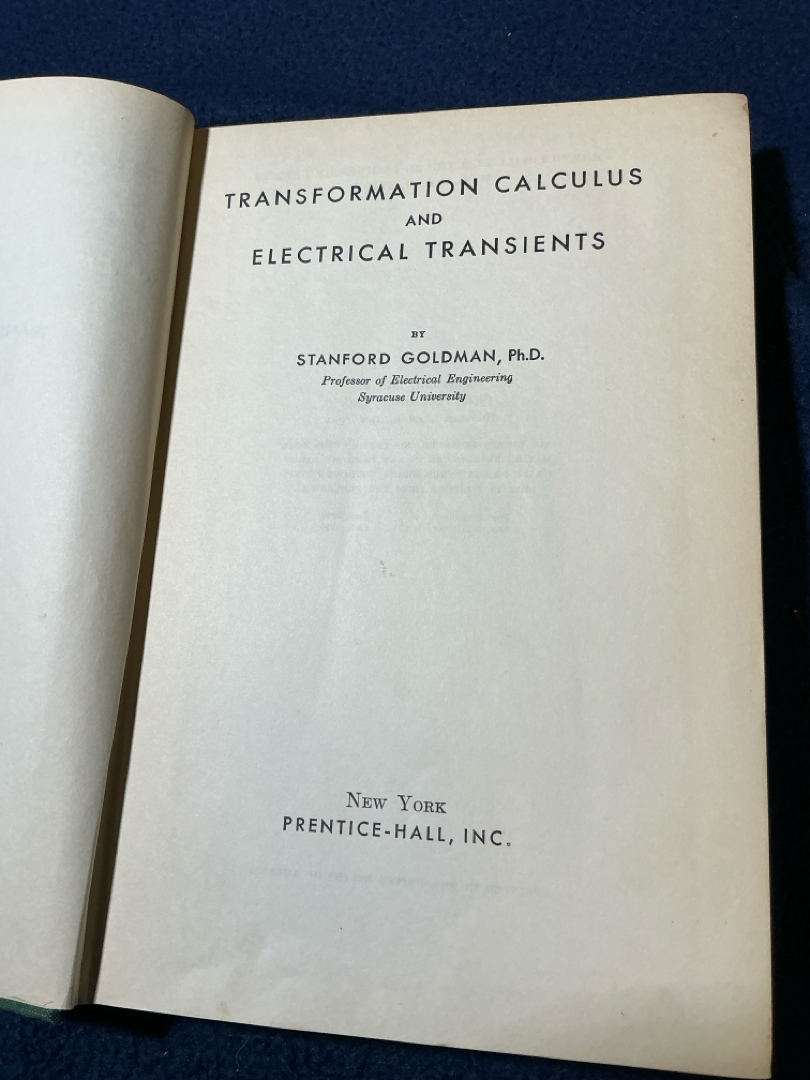 TRANSFORMATION CALCULUS
AND
ELECTRICAL TRANSIENTS
BY
STANFORD GOLDMAN, Ph.D.
Professor of Electrical Engineering
Syracuse University
NEW YORK
PRENTICE-HALL, INC.